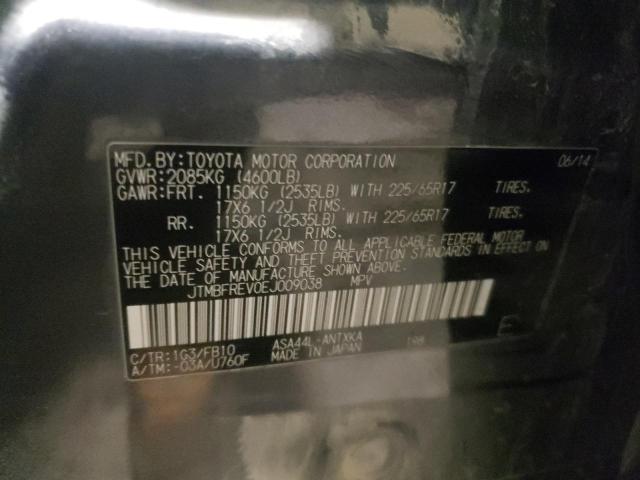 MFD.BY:TOYOTA MOTOR CORPORATION 06/14
GVWR:2085KG (4600LB)
GAWR:FRT. 1150KG (2535LB) WITH 225/65R17 TIRES.
17X6 1/2J RIMS.
RR. 1150KG (2535LB) WITH 225/65R17 TIRES.
17X6 1/2J RIMS.
THIS VEHICLE CONFORMS TO ALL APPLICABLE FEDERAL MOTOR
VEHICLE SAFETY AND THEFT PREVENTION STANDARDS IN EFFECT ON
THE DATE OF MANUFACTURE SHOWN ABOVE.
JTMBFREV0EJ009038 MPV
C/TR:1G3/FB10 ASA44L-ANTXKA 198 E
A/TM:-03A/U760F MADE IN JAPAN